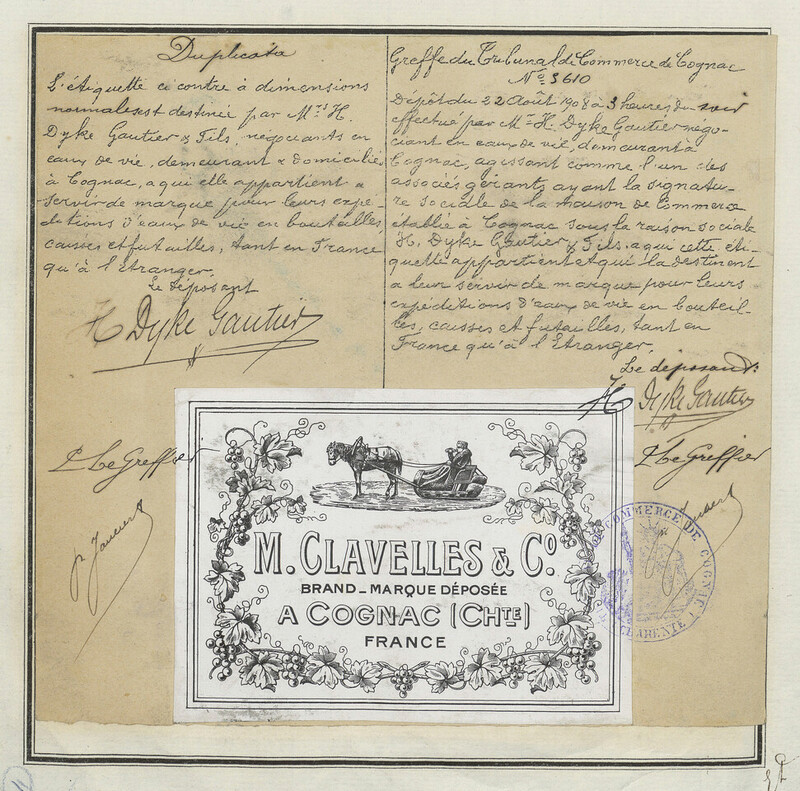 Duplicata
L'étiquette ci contre à dimensions
normales est destinée par Mrs H.
Dyke Gautier & Fils, négociants en
eaux de vie, demeurant & domiciliés
à Cognac, a qui elle appartient a
servir de marque pour leurs expé-
ditions d'eaux de vie en bouteilles
caisses et futailles, tant en France
qu'à l'Etranger.
Le Déposant
H Dyke Gautier
Le Greffier
Greffe du Tribunal de Commerce de Cognac
No 3610
Dépôt du 22 Août 1908 à 3 heures du soir
effectué par Mr H. Dyke Gautier négo-
ciant en eaux de vie, demeurant à
Cognac, agissant comme l'un des
associés gérants ayant la signatu-
re sociale de la maison de Commerce
établie à Cognac sous la raison sociale
H. Dyke Gautier & Fils. a qui cette éti-
quette appartient et qui la destinent
a leur servir de marque pour leurs
expéditions d'eaux de vie en bouteil-
les, caisses et futailles, tant en
France qu'à l'Etranger.
Le déposant
H Dyke Gautier
Le Greffier
M. CLAVELLES & Co.
BRAND_MARQUE DÉPOSÉE
A COGNAC (CHTE)
FRANCE
COMMERCE DE COGNAC
CHARENTE